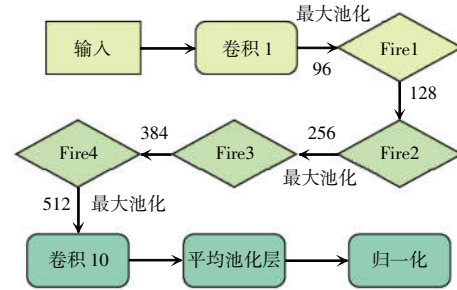 最大池化
输入
卷积 1
96
Fire1
128
Fire4
384
Fire3
256
最大池化
Fire2
512
最大池化
卷积 10
平均池化层
归一化